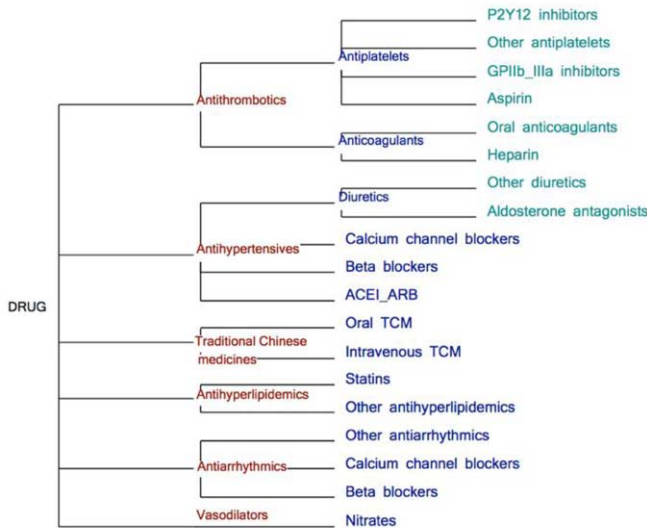 P2Y12 inhibitors
Other antiplatelets
Antiplatelets
GPIIb_IIIa inhibitors
Antithrombotics
Aspirin
Oral anticoagulants
Anticoagulants
Heparin
Other diuretics
Diuretics
Aldosterone antagonists
Calcium channel blockers
Antihypertensives
Beta blockers
ACEI_ARB
DRUG
Oral TCM
Traditional Chinese
medicines
Intravenous TCM
Statins
Antihyperlipidemics
Other antihyperlipidemics
Other antiarrhythmics
Antiarrhythmics
Calcium channel blockers
Beta blockers
Vasodilators
Nitrates